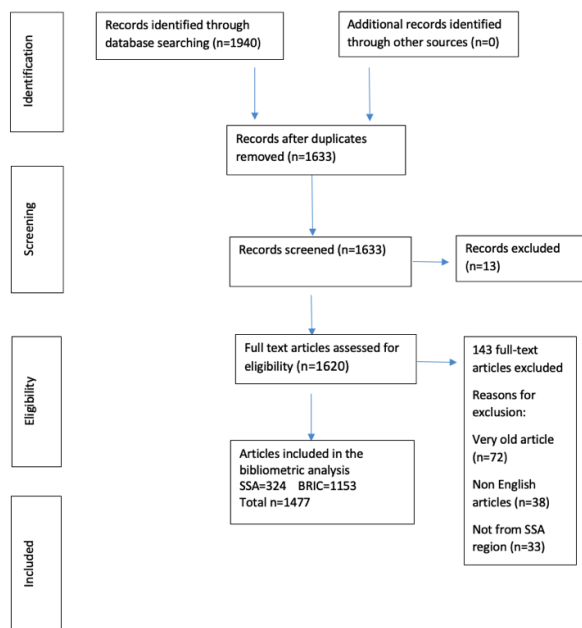 Identification
Records identified through
database searching (n=1940)
Additional records identified
through other sources (n=0)
Records after duplicates
removed (n=1633)
Screening
Records screened (n=1633)
Records excluded
(n=13)
Eligibility
Full text articles assessed for
eligibility (n=1620)
143 full-text
articles excluded
Reasons for
exclusion:
Very old article
(n=72)
Non English
articles (n=38)
Not from SSA
region (n=33)
Included
Articles included in the
bibliometric analysis
SSA=324 BRIC=1153
Total n=1477